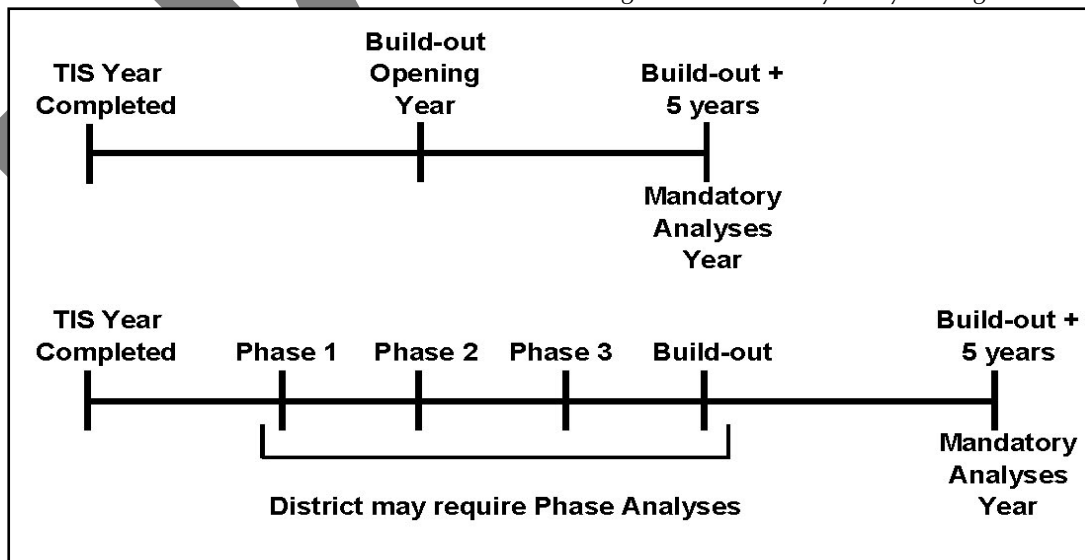 Build-out
TIS Year Opening Build-out +
Completed Year 5 years
Mandatory
Analyses
Year
TIS Year Build-out +
Completed Phase 1 Phase 2 Phase 3 Build-out 5 years
Mandatory
Analyses
District may require Phase Analyses Year